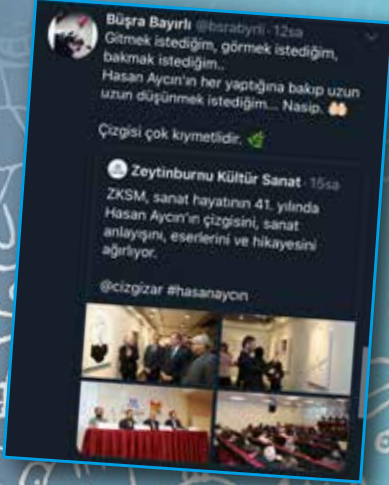 Büşra Bayırlı @bsrabyrli · 12sa
Gitmek istediğim, görmek istediğim,
bakmak istediğim..
Hasan Aycın'ın her yaptığına bakıp uzun
uzun düşünmek istediğim... Nasip. 🤲🏻
Çizgisi çok kıymetlidir. 🌿
Zeytinburnu Kültür Sanat · 15sa
ZKSM, sanat hayatının 41. yılında
Hasan Aycın'ın çizgisini, sanat
anlayışını, eserlerini ve hikayesini
ağırlıyor.
@cizgizar #hasanaycın